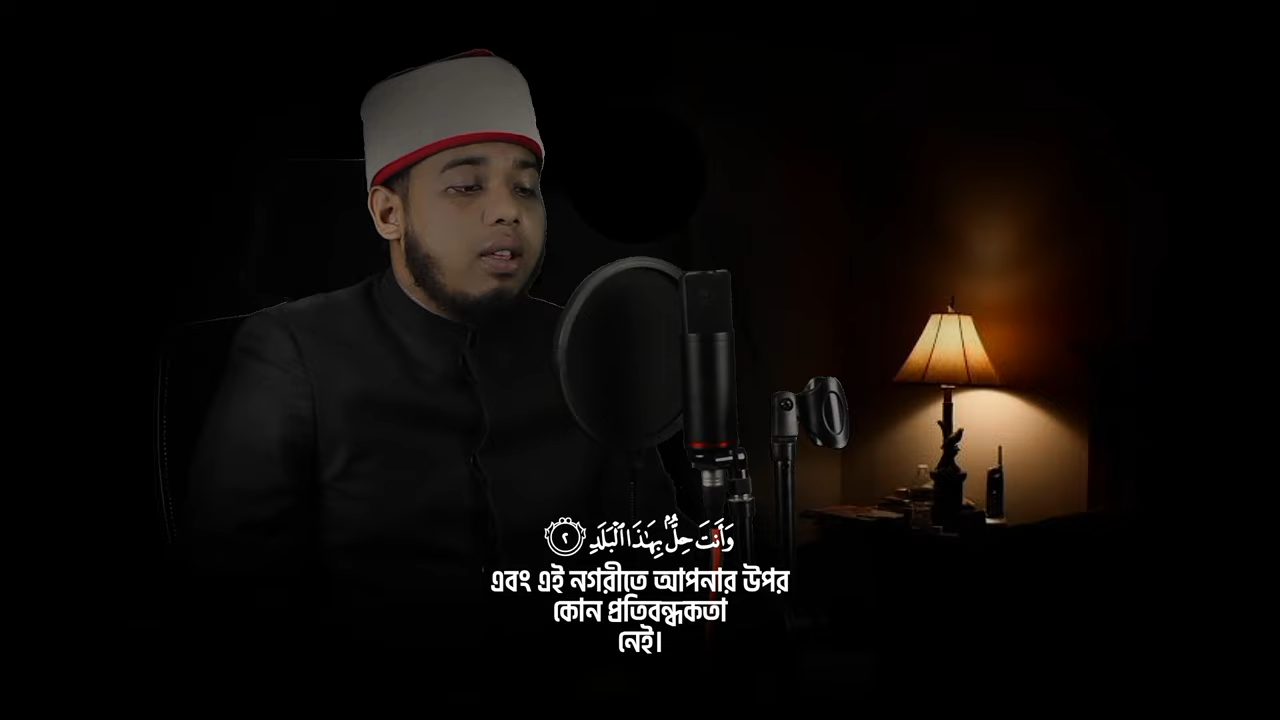 وَأَنتَ حِلٌّۢ بِهَـٰذَا ٱلْبَلَدِ ٢
এবং এই নগরীতে আপনার উপর
কোন প্রতিবন্ধকতা
নেই।